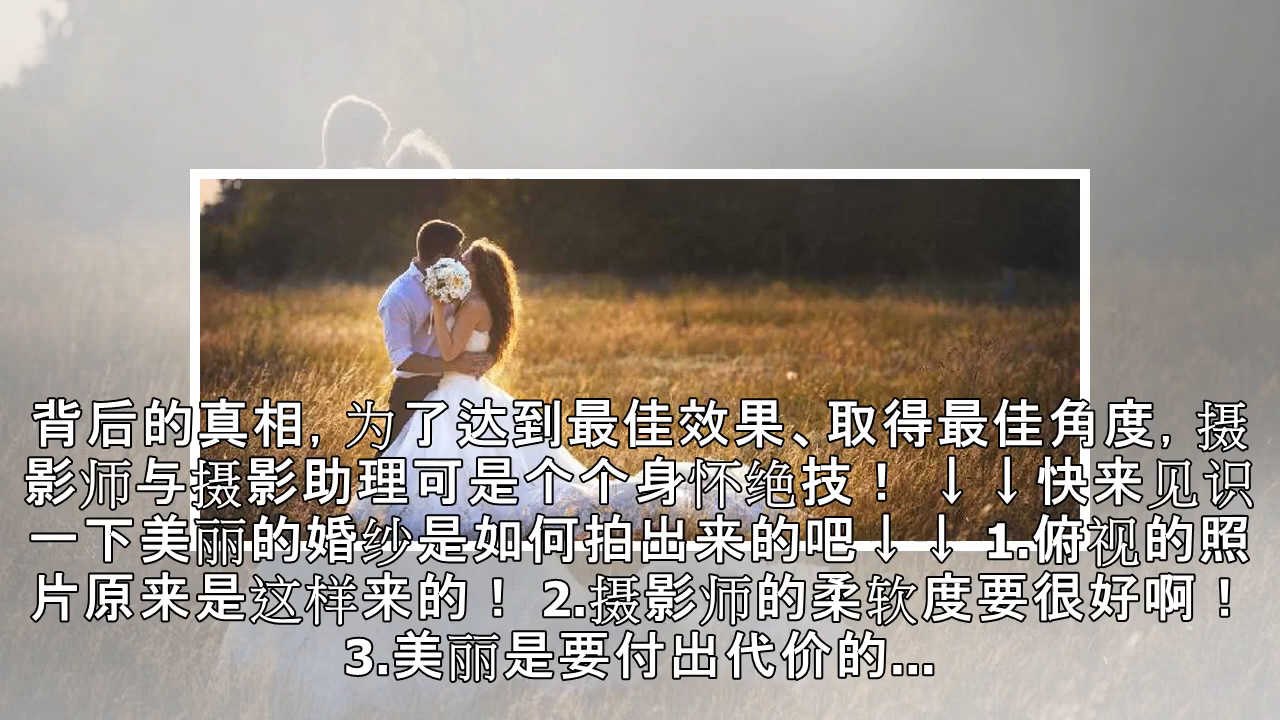 背后的真相, 为了达到最佳效果、取得最佳角度, 摄
影师与摄影助理可是个个身怀绝技！ ↓↓快来见识
一下美丽的婚纱是如何拍出来的吧↓↓ 1.俯视的照
片原来是这样来的！ 2.摄影师的柔软度要很好啊！
3.美丽是要付出代价的...